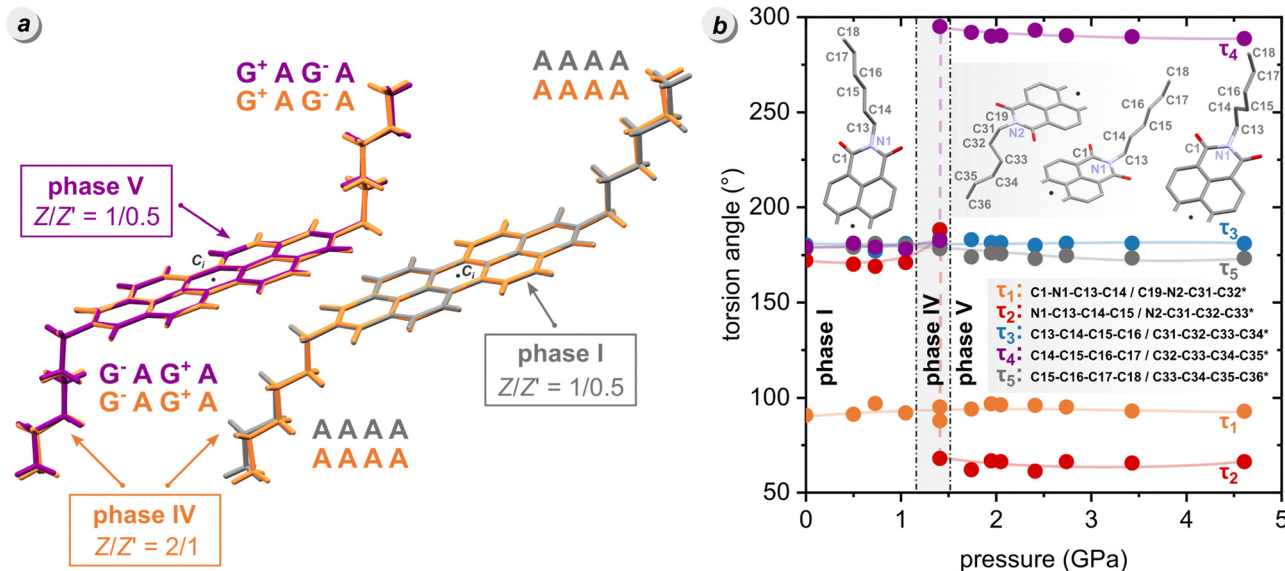 a
G⁺ A G⁻ A
G⁺ A G⁻ A
A A A A
A A A A
phase V
Z/Z' = 1/0.5
Cᵢ
Cᵢ
phase I
Z/Z' = 1/0.5
G⁻ A G⁺ A
G⁻ A G⁺ A
A A A A
A A A A
phase IV
Z/Z' = 2/1
b
300
250
200
150
100
50
torsion angle (°)
0
1
2
3
4
5
pressure (GPa)
phase I
phase IV
phase V
C18
C17
C16
C15
C14
C13
N1
C1
C19
C31
N2
C32
C33
C35
C34
C36
C18
C16
C17
C14
C15
C1
N1
C13
C18
C17
C16
C14
C15
C13
C1
N1
τ₄
τ₃
τ₅
τ₁: C1-N1-C13-C14 / C19-N2-C31-C32*
τ₂: N1-C13-C14-C15 / N2-C31-C32-C33*
τ₃: C13-C14-C15-C16 / C31-C32-C33-C34*
τ₄: C14-C15-C16-C17 / C32-C33-C34-C35*
τ₅: C15-C16-C17-C18 / C33-C34-C35-C36*
τ₁
τ₂